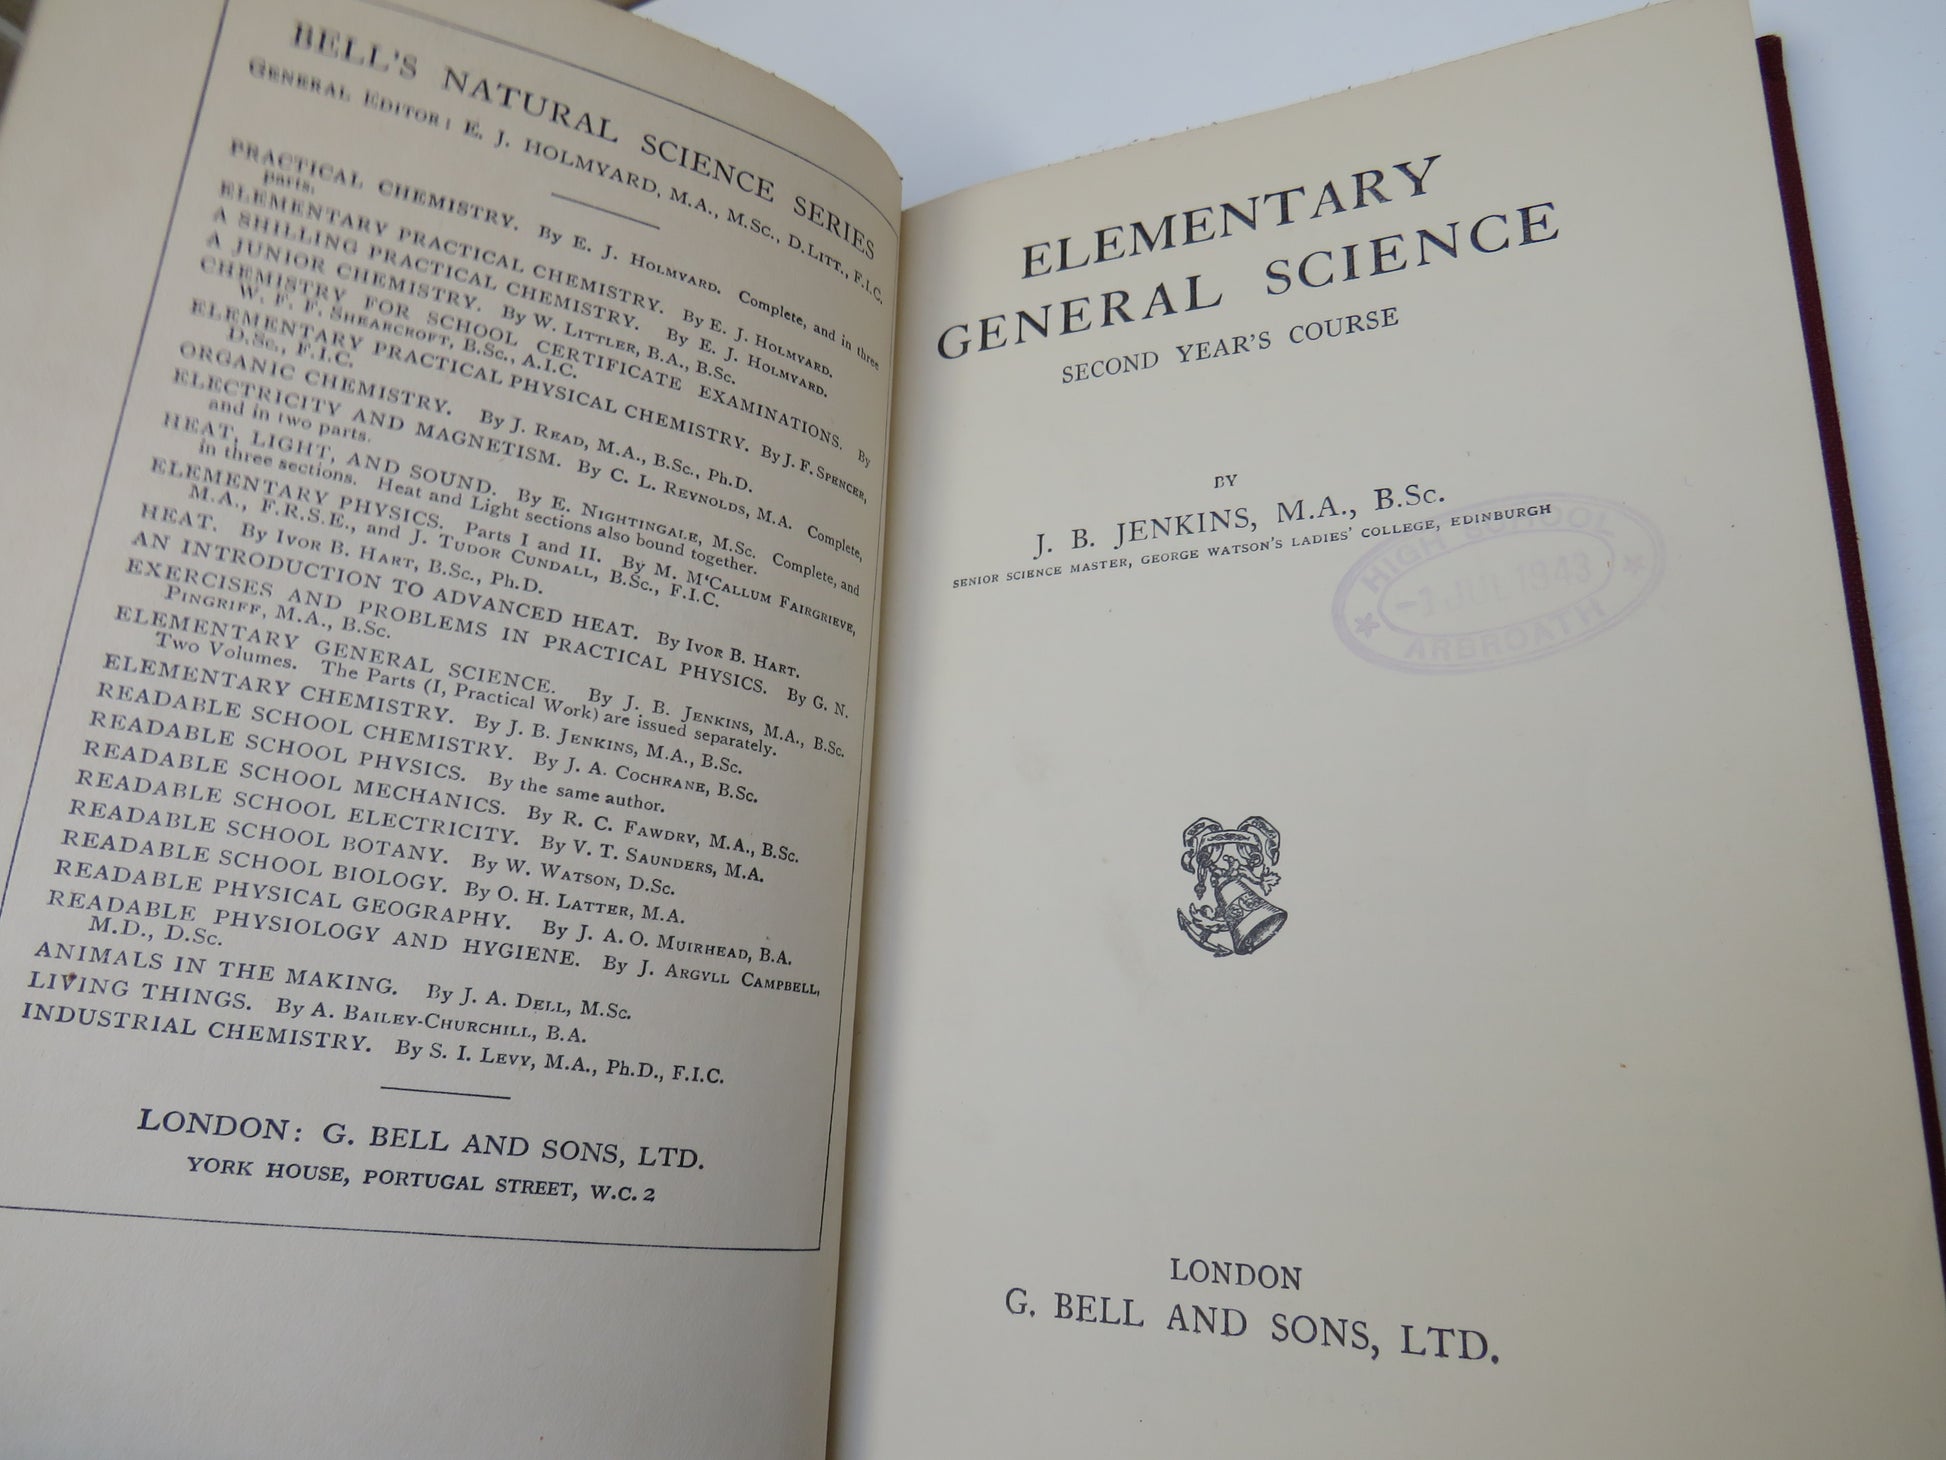 BELL'S NATURAL SCIENCE SERIES
GENERAL EDITOR: E. J. HOLMYARD, M.A., M.Sc., D.LITT., F.I.C.
PRACTICAL CHEMISTRY. By E. J. HOLMYARD. Complete, and in three
parts.
ELEMENTARY PRACTICAL CHEMISTRY. By E. J. HOLMYARD.
A SHILLING PRACTICAL CHEMISTRY. By E. J. HOLMYARD.
A JUNIOR CHEMISTRY. By W. LITTLER, B.A., B.Sc.
CHEMISTRY FOR SCHOOL CERTIFICATE EXAMINATIONS. By
W. F. F. SHEARCROFT, B.Sc., A.I.C.
ELEMENTARY PRACTICAL PHYSICAL CHEMISTRY. By J. F. SPENCER,
D.Sc., F.I.C.
ORGANIC CHEMISTRY. By J. READ, M.A., B.Sc., Ph.D.
ELECTRICITY AND MAGNETISM. By C. L. REYNOLDS, M.A. Complete,
and in two parts.
HEAT, LIGHT, AND SOUND. By E. NIGHTINGALE, M.Sc. Complete, and
in three sections. Heat and Light sections also bound together.
ELEMENTARY PHYSICS. Parts I and II. By M. M‘CALLUM FAIRGRIEVE,
M.A., F.R.S.E., and J. TUDOR CUNDALL, B.Sc., F.I.C.
HEAT. By IVOR B. HART, B.Sc., Ph.D.
AN INTRODUCTION TO ADVANCED HEAT. By IVOR B. HART.
EXERCISES AND PROBLEMS IN PRACTICAL PHYSICS. By G. N.
PINGRIFF, M.A., B.Sc.
ELEMENTARY GENERAL SCIENCE. By J. B. JENKINS, M.A., B.Sc.
Two Volumes. The Parts (I, Practical Work) are issued separately.
ELEMENTARY CHEMISTRY. By J. B. JENKINS, M.A., B.Sc.
READABLE SCHOOL CHEMISTRY. By J. A. COCHRANE, B.Sc.
READABLE SCHOOL PHYSICS. By the same author.
READABLE SCHOOL MECHANICS. By R. C. FAWDRY, M.A., B.Sc.
READABLE SCHOOL ELECTRICITY. By V. T. SAUNDERS, M.A.
READABLE SCHOOL BOTANY. By W. WATSON, D.Sc.
READABLE SCHOOL BIOLOGY. By O. H. LATTER, M.A.
READABLE PHYSICAL GEOGRAPHY. By J. A. O. MUIRHEAD, B.A.
READABLE PHYSIOLOGY AND HYGIENE. By J. ARGYLL CAMPBELL,
M.D., D.Sc.
ANIMALS IN THE MAKING. By J. A. DELL, M.Sc.
LIVING THINGS. By A. BAILEY-CHURCHILL, B.A.
INDUSTRIAL CHEMISTRY. By S. I. LEVY, M.A., Ph.D., F.I.C.
LONDON: G. BELL AND SONS, LTD.
YORK HOUSE, PORTUGAL STREET, W.C. 2
ELEMENTARY
GENERAL SCIENCE
SECOND YEAR'S COURSE
BY
J. B. JENKINS, M.A., B.Sc.
SENIOR SCIENCE MASTER, GEORGE WATSON'S LADIES' COLLEGE, EDINBURGH
HIGH SCHOOL
JUL 1943
ARBROATH
LONDON
G. BELL AND SONS, LTD.